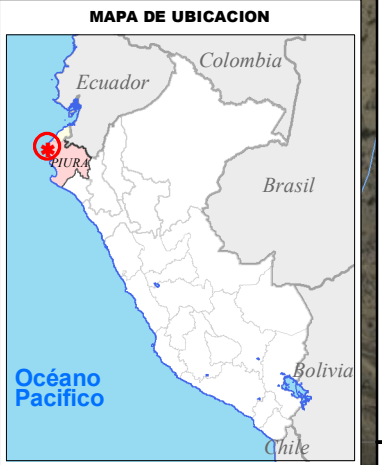 MAPA DE UBICACION
Colombia
Ecuador
PIURA
Brasil
Océano
Pacifico
Bolivia
Chile